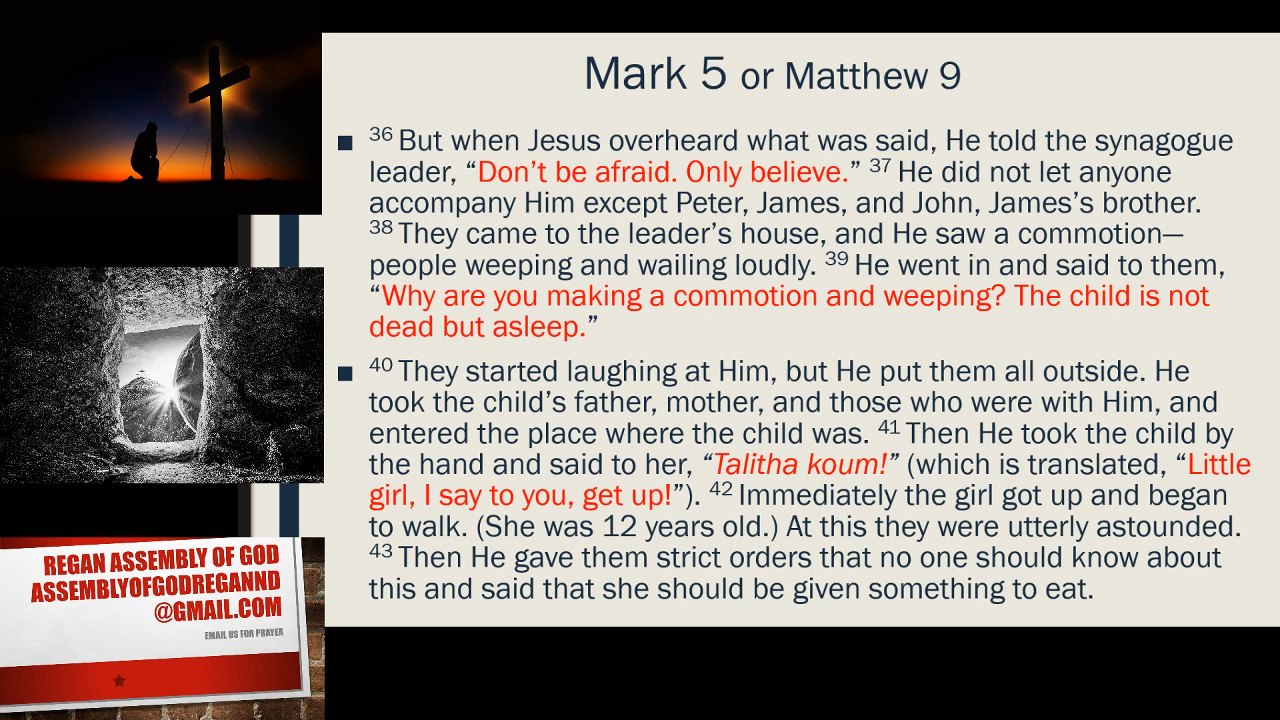 Mark 5 or Matthew 9
■ 36 But when Jesus overheard what was said, He told the synagogue
leader, “Don’t be afraid. Only believe.” 37 He did not let anyone
accompany Him except Peter, James, and John, James’s brother.
38 They came to the leader’s house, and He saw a commotion—
people weeping and wailing loudly. 39 He went in and said to them,
“Why are you making a commotion and weeping? The child is not
dead but asleep.”
■ 40 They started laughing at Him, but He put them all outside. He
took the child’s father, mother, and those who were with Him, and
entered the place where the child was. 41 Then He took the child by
the hand and said to her, “Talitha koum!” (which is translated, “Little
girl, I say to you, get up!”). 42 Immediately the girl got up and began
to walk. (She was 12 years old.) At this they were utterly astounded.
43 Then He gave them strict orders that no one should know about
this and said that she should be given something to eat.
REGAN ASSEMBLY OF GOD
ASSEMBLYOFGODREGANND
@GMAIL.COM
EMAIL US FOR PRAYER